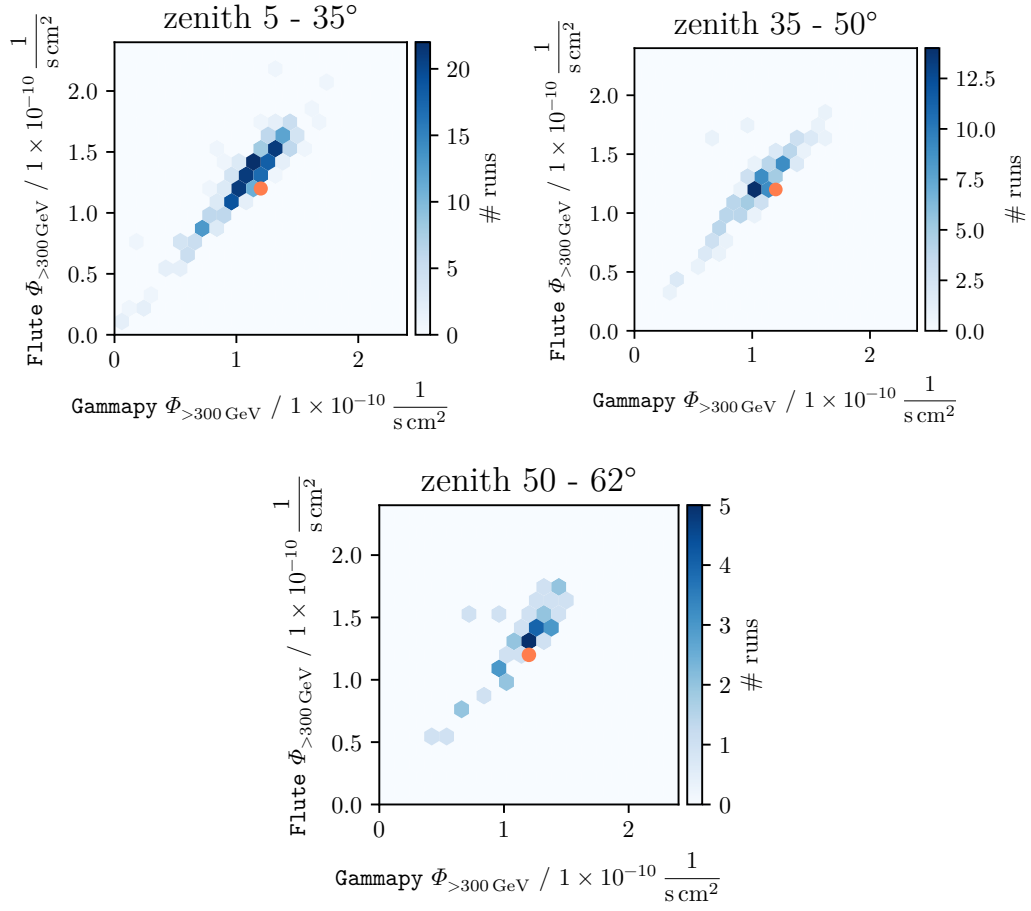 zenith 5 - 35°
Flute Φ_{>300 GeV} / 1 × 10⁻¹⁰ 1/(s cm²)
2.0
1.5
1.0
0.5
0.0
0 1 2
Gammapy Φ_{>300 GeV} / 1 × 10⁻¹⁰ 1/(s cm²)
20
15
10
5
0
# runs
zenith 35 - 50°
Flute Φ_{>300 GeV} / 1 × 10⁻¹⁰ 1/(s cm²)
2.0
1.5
1.0
0.5
0.0
0 1 2
Gammapy Φ_{>300 GeV} / 1 × 10⁻¹⁰ 1/(s cm²)
12.5
10.0
7.5
5.0
2.5
0.0
# runs
zenith 50 - 62°
Flute Φ_{>300 GeV} / 1 × 10⁻¹⁰ 1/(s cm²)
2.0
1.5
1.0
0.5
0.0
0 1 2
Gammapy Φ_{>300 GeV} / 1 × 10⁻¹⁰ 1/(s cm²)
5
4
3
2
1
0
# runs